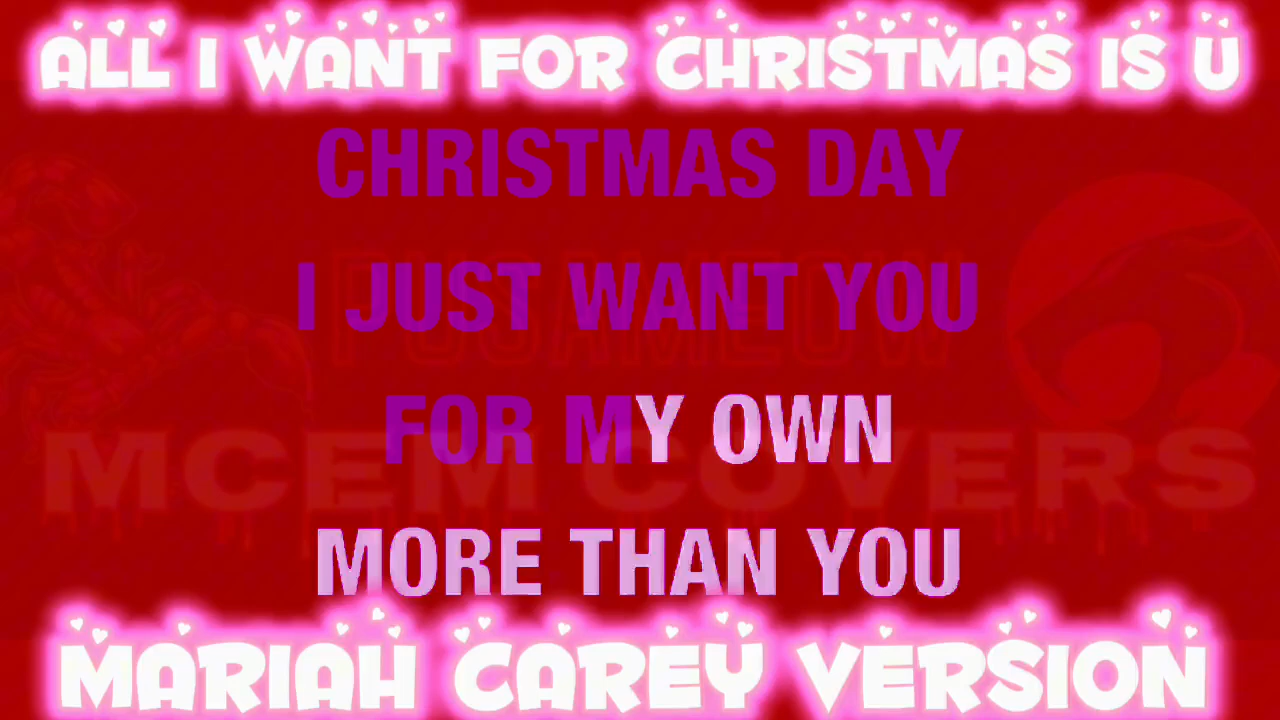 ALL I WANT FOR CHRISTMAS IS U
CHRISTMAS DAY
I JUST WANT YOU
FOR MY OWN
MCEM COVERS
MORE THAN YOU
MARIAH CAREY VERSION